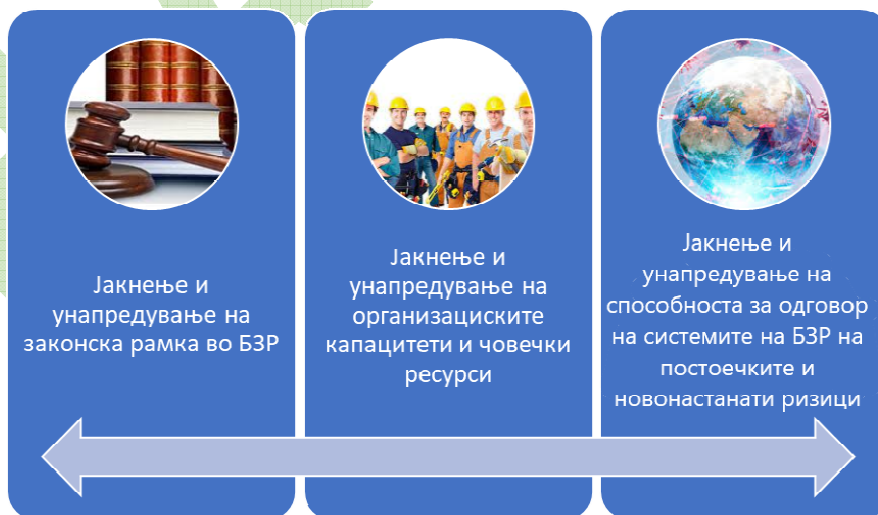 Јакнење и
унапредување на
законска рамка во БЗР
Јакнење и
унапредување на
организациските
капацитети и човечки
ресурси
Јакнење и
унапредување на
способноста за одговор
на системите на БЗР на
постоечките и
новонастанати ризици